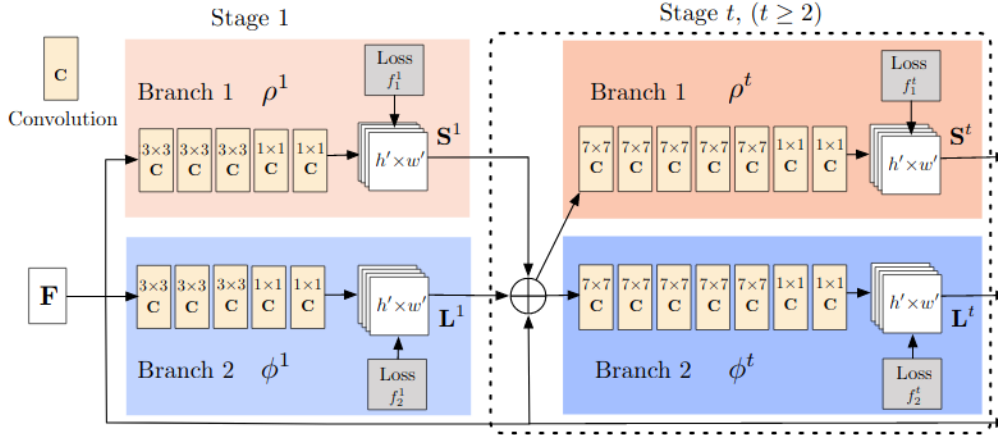 Stage 1
Stage t, (t ≥ 2)
C
Convolution
Branch 1 ρ¹
Loss
f₁¹
3×3 C 3×3 C 3×3 C 1×1 C 1×1 C
h′×w′
S¹
Branch 1 ρᵗ
Loss
f₁ᵗ
7×7 C 7×7 C 7×7 C 7×7 C 7×7 C 1×1 C 1×1 C
h′×w′
Sᵗ
F
3×3 C 3×3 C 3×3 C 1×1 C 1×1 C
h′×w′
L¹
Branch 2 ϕ¹
Loss
f₂¹
7×7 C 7×7 C 7×7 C 7×7 C 7×7 C 1×1 C 1×1 C
h′×w′
Lᵗ
Branch 2 ϕᵗ
Loss
f₂ᵗ